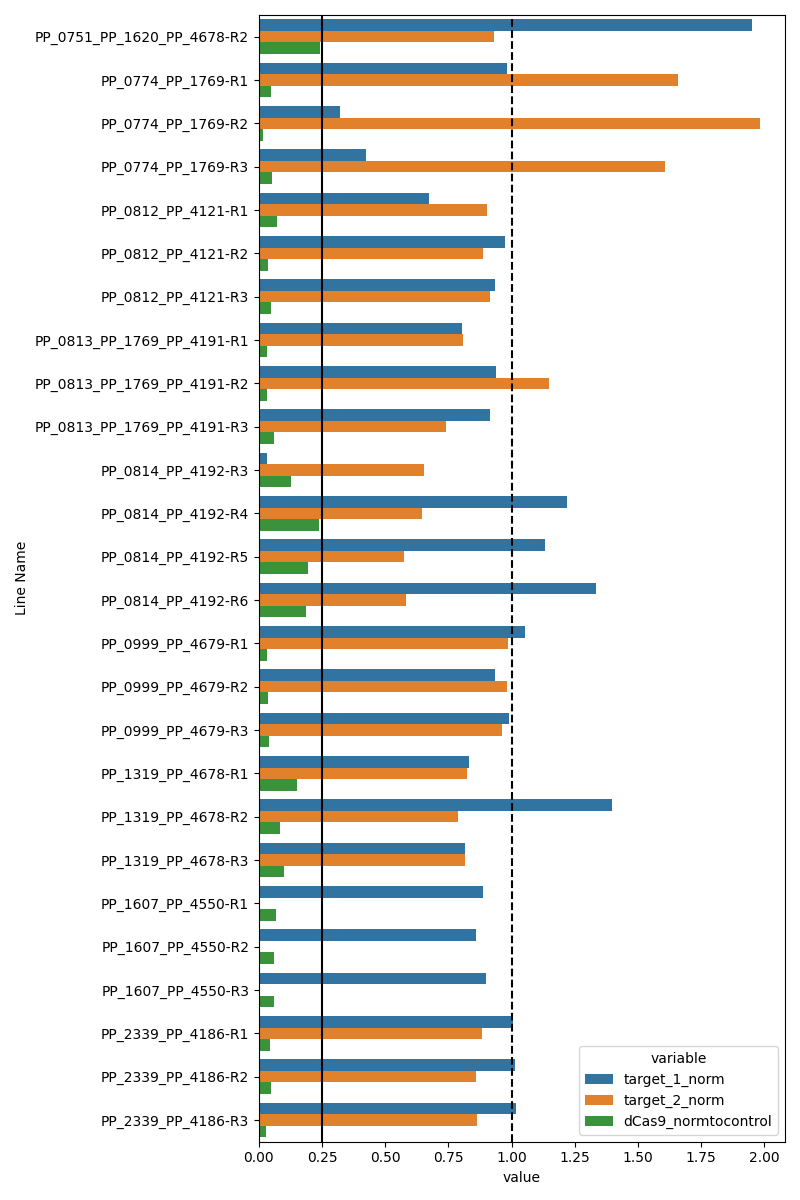 Line Name
PP_0751_PP_1620_PP_4678-R2
PP_0774_PP_1769-R1
PP_0774_PP_1769-R2
PP_0774_PP_1769-R3
PP_0812_PP_4121-R1
PP_0812_PP_4121-R2
PP_0812_PP_4121-R3
PP_0813_PP_1769_PP_4191-R1
PP_0813_PP_1769_PP_4191-R2
PP_0813_PP_1769_PP_4191-R3
PP_0814_PP_4192-R3
PP_0814_PP_4192-R4
PP_0814_PP_4192-R5
PP_0814_PP_4192-R6
PP_0999_PP_4679-R1
PP_0999_PP_4679-R2
PP_0999_PP_4679-R3
PP_1319_PP_4678-R1
PP_1319_PP_4678-R2
PP_1319_PP_4678-R3
PP_1607_PP_4550-R1
PP_1607_PP_4550-R2
PP_1607_PP_4550-R3
PP_2339_PP_4186-R1
PP_2339_PP_4186-R2
PP_2339_PP_4186-R3
variable
target_1_norm
target_2_norm
dCas9_normtocontrol
0.00 0.25 0.50 0.75 1.00 1.25 1.50 1.75 2.00
value